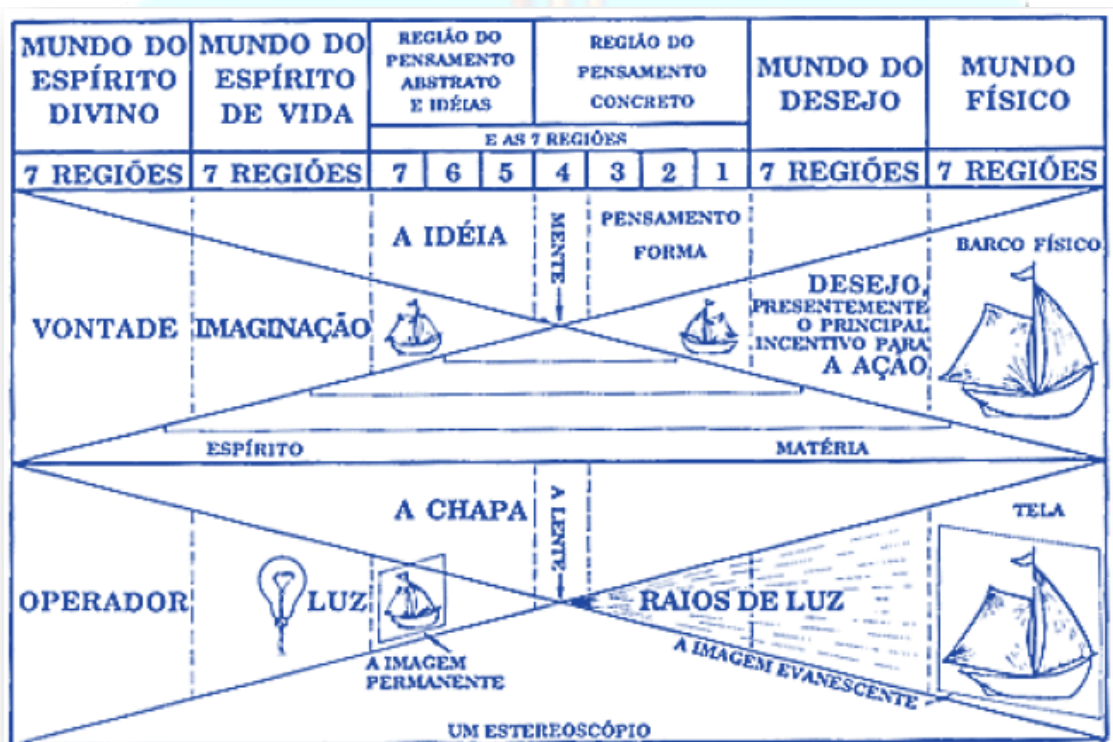 MUNDO DO
ESPÍRITO
DIVINO
MUNDO DO
ESPÍRITO
DE VIDA
REGIÃO DO
PENSAMENTO
ABSTRATO
E IDÉIAS
REGIÃO DO
PENSAMENTO
CONCRETO
E AS 7 REGIÕES
MUNDO DO
DESEJO
MUNDO
FÍSICO
7 REGIÕES
7 REGIÕES
7
6
5
4
3
2
1
7 REGIÕES
7 REGIÕES
VONTADE
IMAGINAÇÃO
A IDÉIA
MENTE
PENSAMENTO
FORMA
DESEJO,
PRESENTEMENTE
O PRINCIPAL
INCENTIVO PARA
A AÇÃO
BARCO FÍSICO
ESPÍRITO
MATÉRIA
OPERADOR
LUZ
A CHAPA
A IMAGEM
PERMANENTE
A LENTE
RAIOS DE LUZ
A IMAGEM EVANESCENTE
TELA
UM ESTEREOSCÓPIO